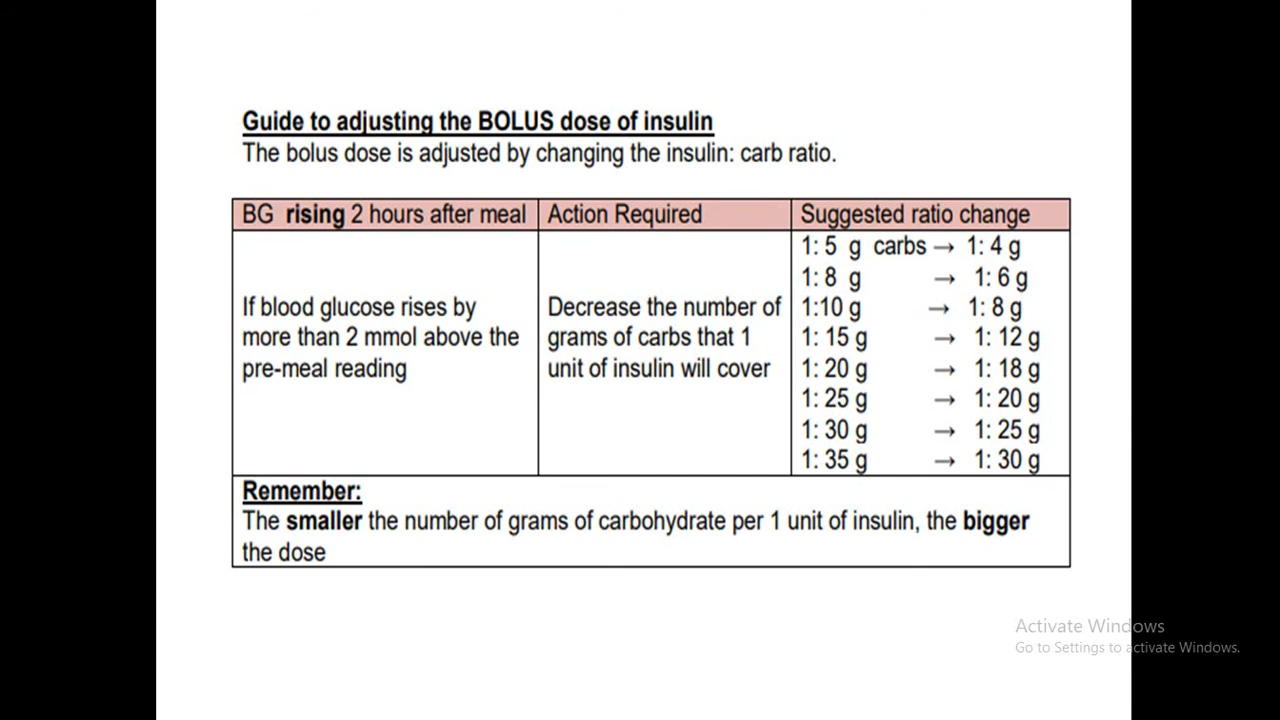 Guide to adjusting the BOLUS dose of insulin
The bolus dose is adjusted by changing the insulin: carb ratio.
BG rising 2 hours after meal
Action Required
Suggested ratio change
If blood glucose rises by
more than 2 mmol above the
pre-meal reading
Decrease the number of
grams of carbs that 1
unit of insulin will cover
1: 5 g carbs → 1: 4 g
1: 8 g → 1: 6 g
1:10 g → 1: 8 g
1: 15 g → 1: 12 g
1: 20 g → 1: 18 g
1: 25 g → 1: 20 g
1: 30 g → 1: 25 g
1: 35 g → 1: 30 g
Remember:
The smaller the number of grams of carbohydrate per 1 unit of insulin, the bigger
the dose
Activate Windows
Go to Settings to activate Windows.